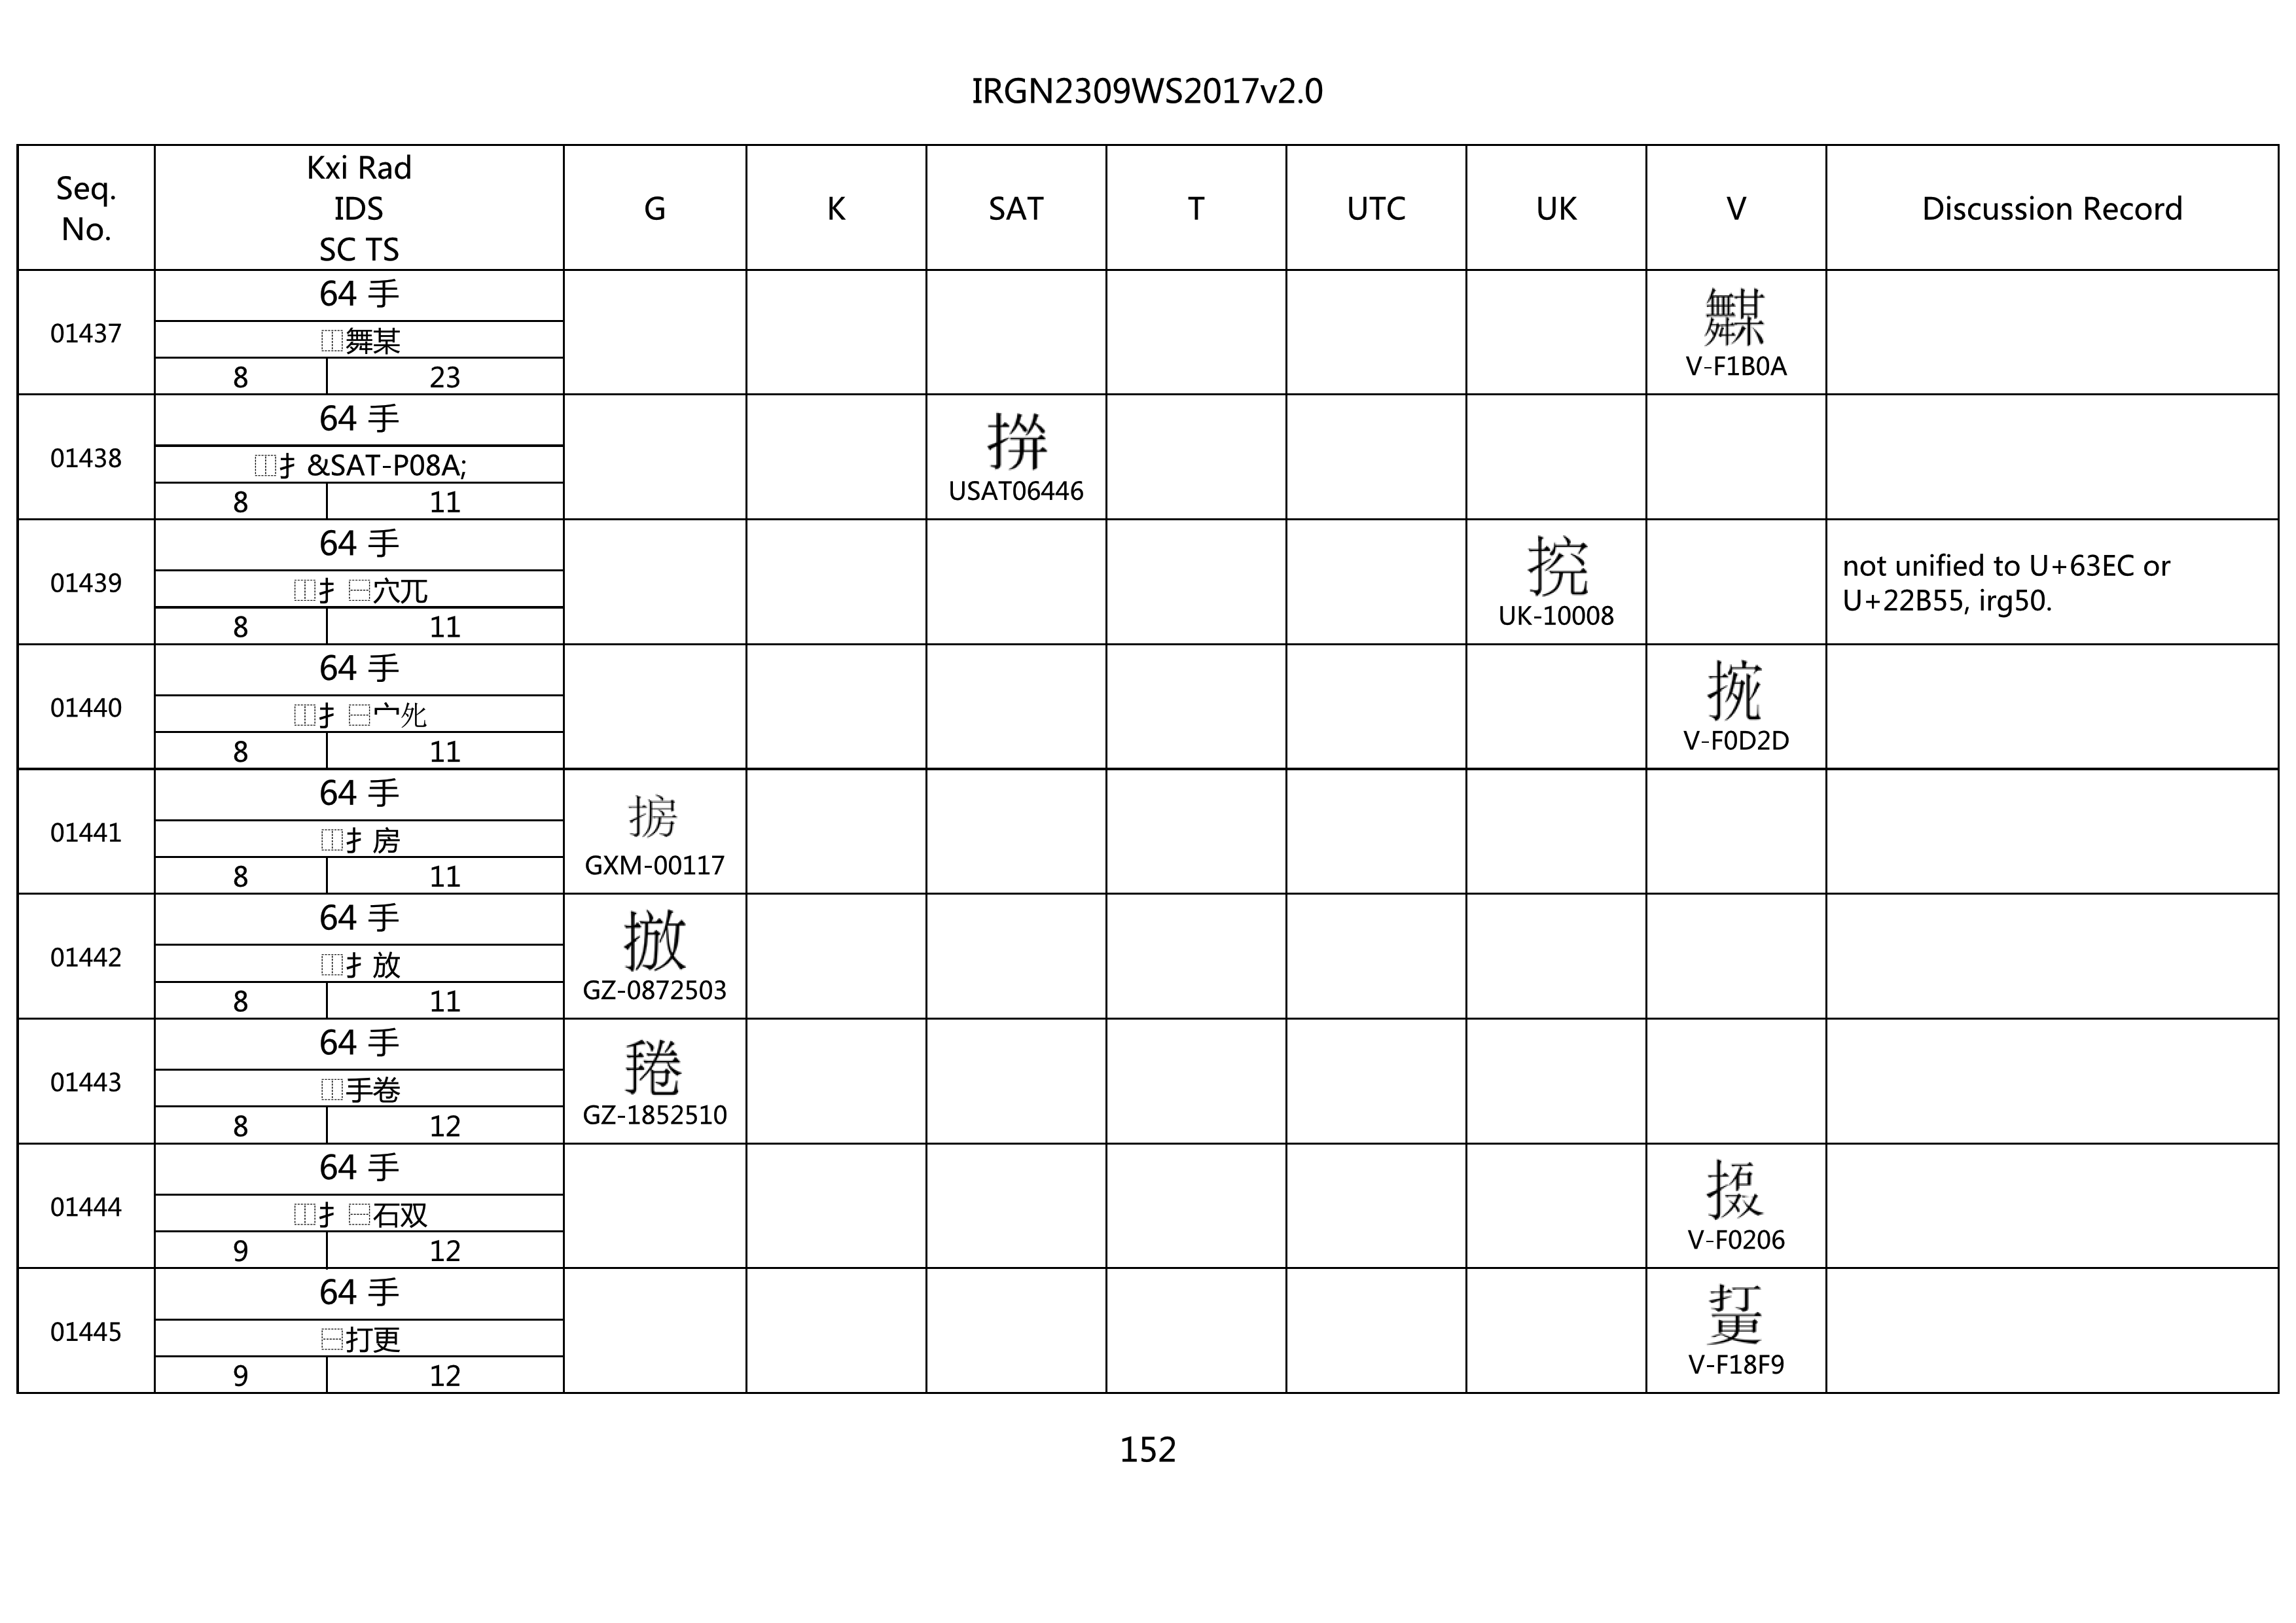 IRGN2309WS2017v2.0
Seq. No.
Kxi Rad
IDS
SC TS
G
K
SAT
T
UTC
UK
V
Discussion Record
01437
64 手
⿰舞某
8 23
V-F1B0A
01438
64 手
⿰扌&SAT-P08A;
8 11
USAT06446
01439
64 手
⿰扌⿱穴兀
8 11
UK-10008
not unified to U+63EC or
U+22B55, irg50.
01440
64 手
⿰扌⿱宀㐌
8 11
V-F0D2D
01441
64 手
⿰扌房
8 11
GXM-00117
01442
64 手
⿰扌放
8 11
GZ-0872503
01443
64 手
⿰手卷
8 12
GZ-1852510
01444
64 手
⿰扌⿱石双
9 12
V-F0206
01445
64 手
⿱打更
9 12
V-F18F9
152